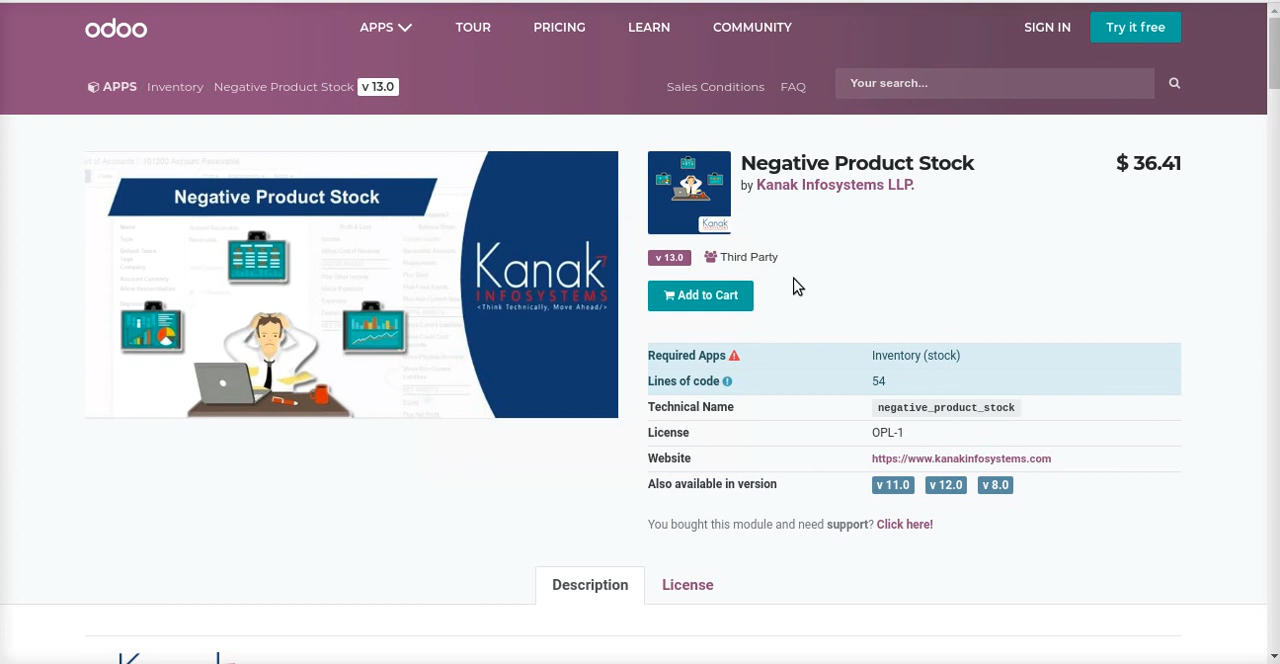 odoo
APPS TOUR PRICING LEARN COMMUNITY
SIGN IN Try it free
APPS Inventory Negative Product Stock v 13.0
Sales Conditions FAQ Your search...
Negative Product Stock
Kanak
INFOSYSTEMS
<Think Technically, Move Ahead/>
Kanak
Negative Product Stock $ 36.41
by Kanak Infosystems LLP.
v 13.0 Third Party
Add to Cart
Required Apps Inventory (stock)
Lines of code 54
Technical Name negative_product_stock
License OPL-1
Website https://www.kanakinfosystems.com
Also available in version v 11.0 v 12.0 v 8.0
You bought this module and need support? Click here!
Description License